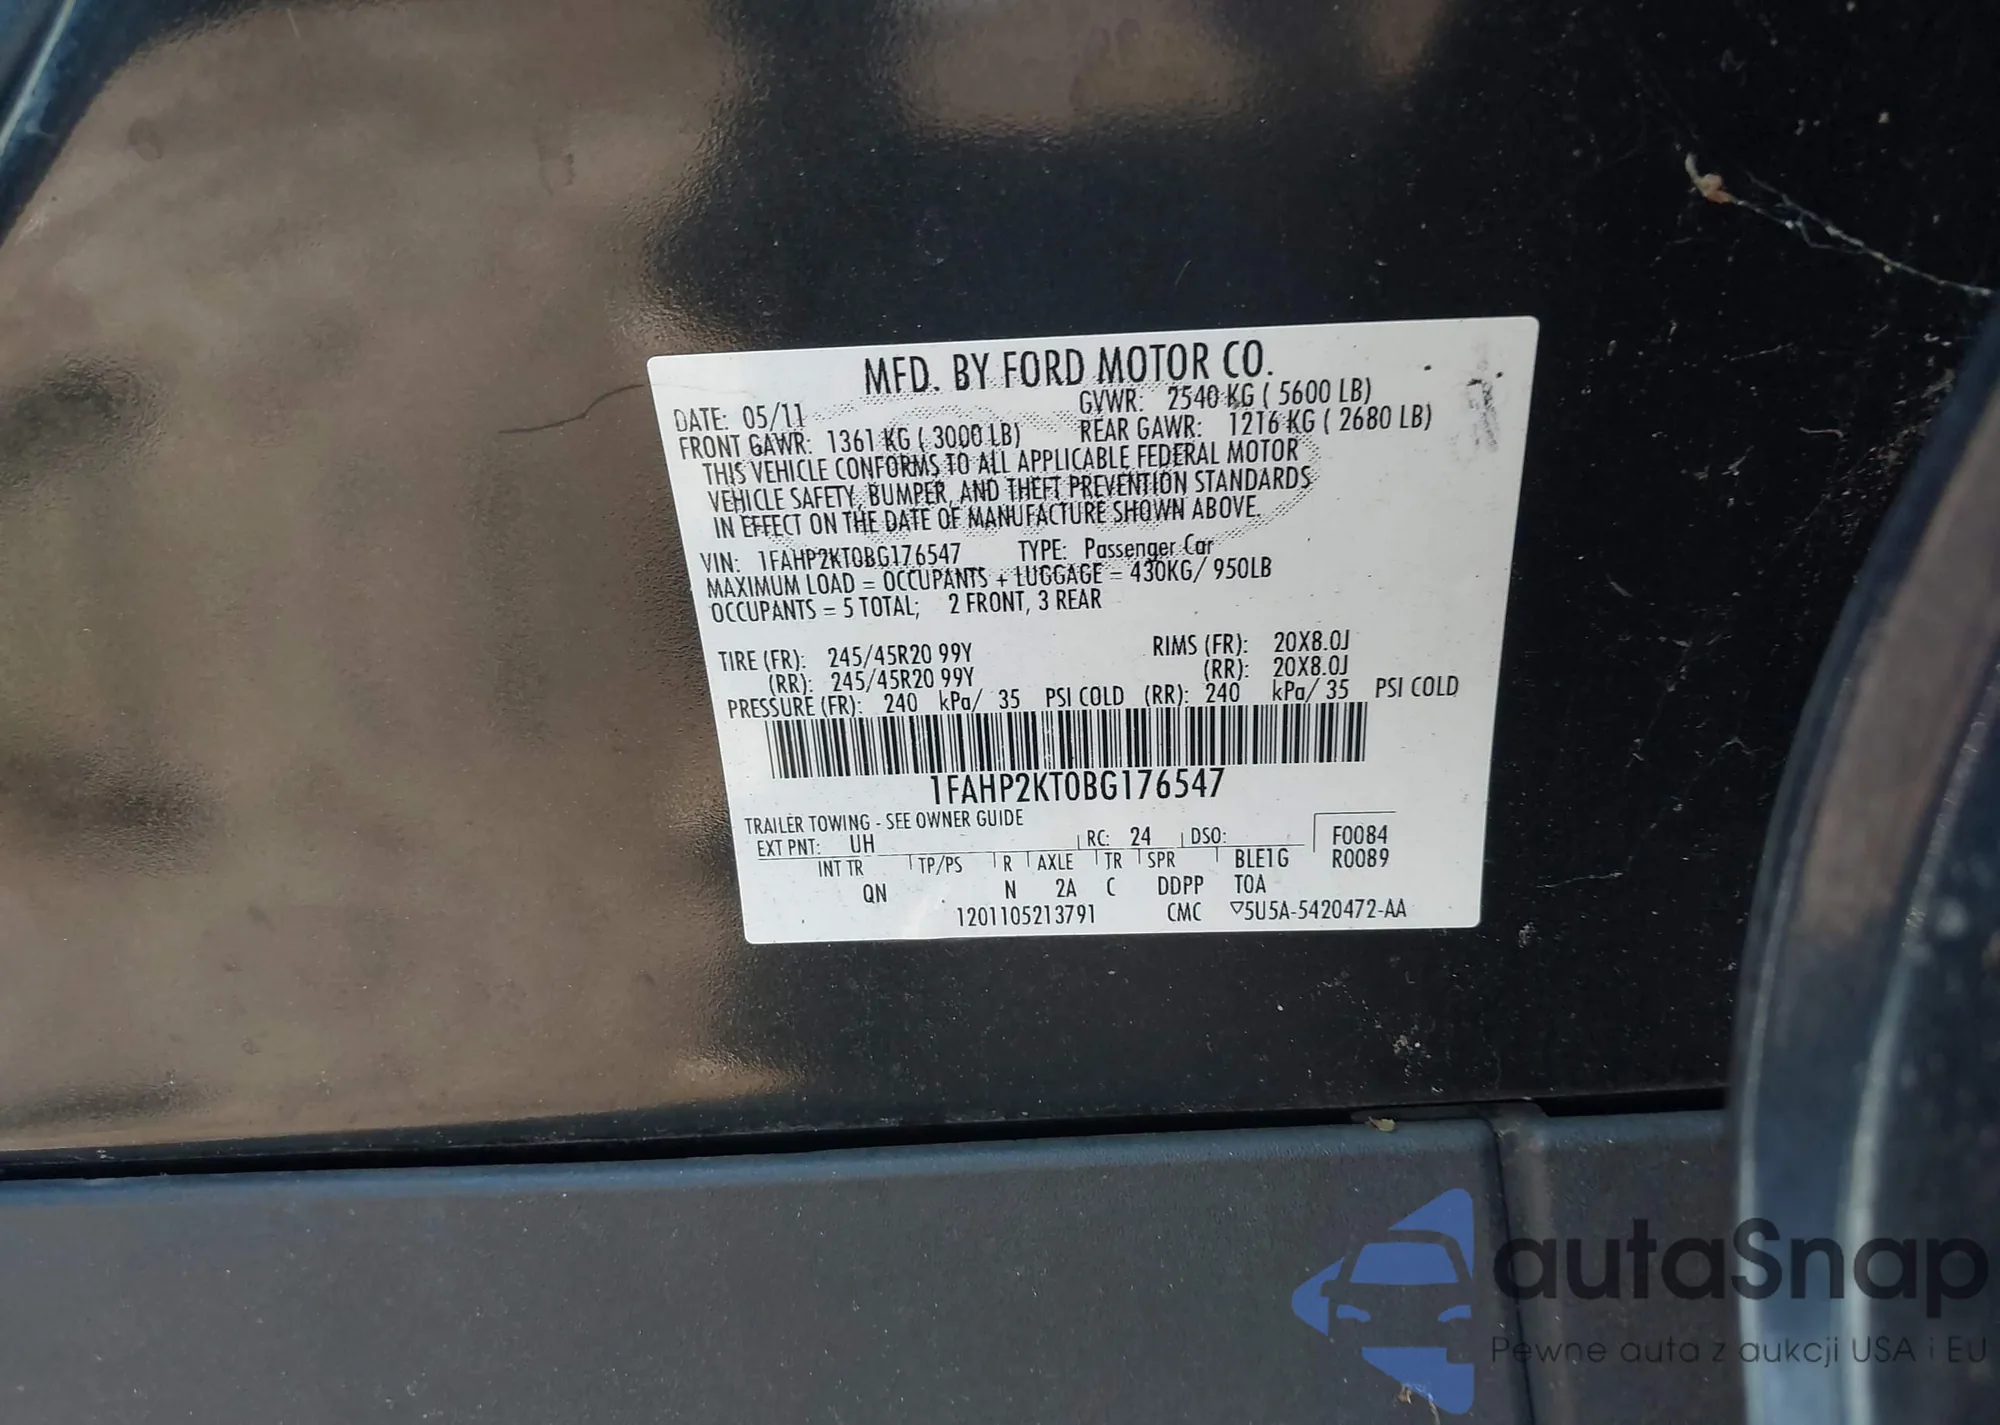 MFD. BY FORD MOTOR CO.
DATE: 05/11 GVWR: 2540 KG ( 5600 LB)
FRONT GAWR: 1361 KG ( 3000 LB) REAR GAWR: 1216 KG ( 2680 LB)
THIS VEHICLE CONFORMS TO ALL APPLICABLE FEDERAL MOTOR
VEHICLE SAFETY, BUMPER, AND THEFT PREVENTION STANDARDS
IN EFFECT ON THE DATE OF MANUFACTURE SHOWN ABOVE.
VIN: 1FAHP2KT0BG176547 TYPE: Passenger Car
MAXIMUM LOAD = OCCUPANTS + LUGGAGE = 430KG/ 950LB
OCCUPANTS = 5 TOTAL; 2 FRONT, 3 REAR
TIRE (FR): 245/45R20 99Y RIMS (FR): 20X8.0J
(RR): 245/45R20 99Y (RR): 20X8.0J
PRESSURE (FR): 240 kPa/ 35 PSI COLD (RR): 240 kPa/ 35 PSI COLD
1FAHP2KT0BG176547
TRAILER TOWING - SEE OWNER GUIDE
EXT PNT: UH RC: 24 DSO: F0084
INT TR TP/PS R AXLE TR SPR BLE1G R0089
QN N 2A C DDPP TOA
1201105213791 CMC ▽5U5A-5420472-AA
autaSnap
Pewne auta z aukcji USA i EU